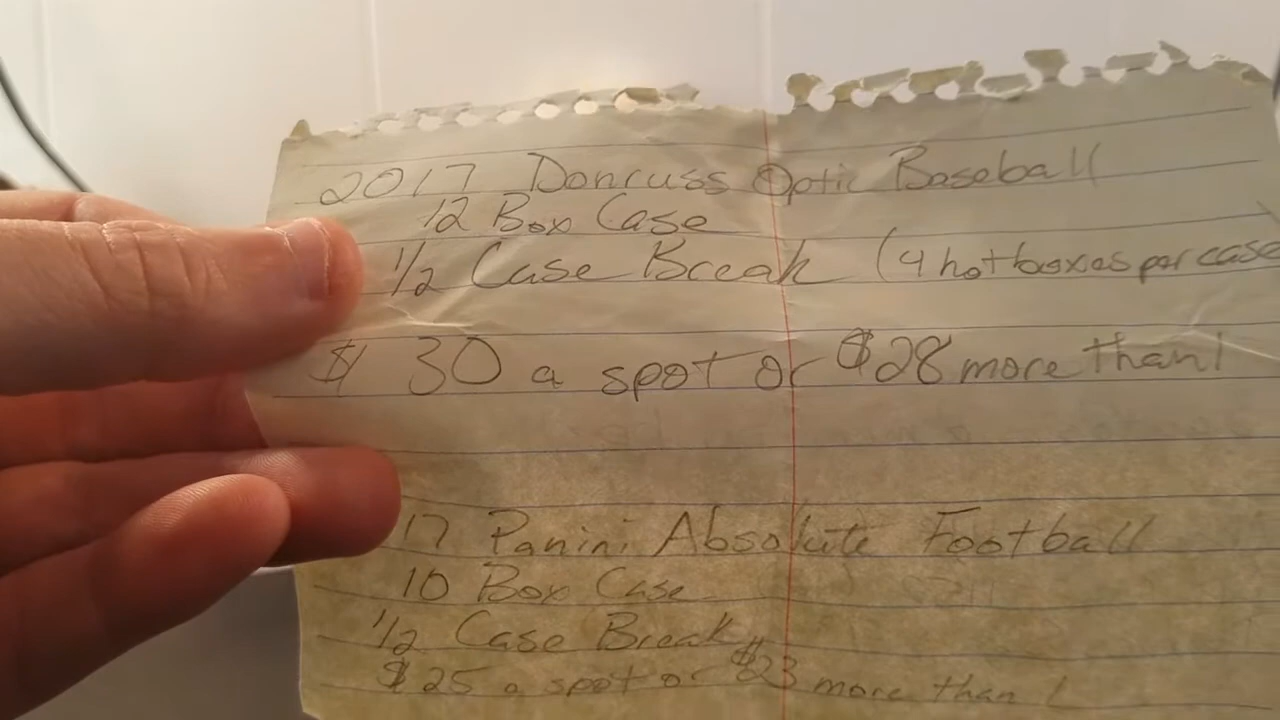 2017 Donruss Optic Baseball
12 Box Case
1/2 Case Break (4 hot boxes per case
$30 a spot or $28 more than 1
17 Panini Absolute Football
10 Box Case
1/2 Case Break
$25 a spot or $23 more than 1